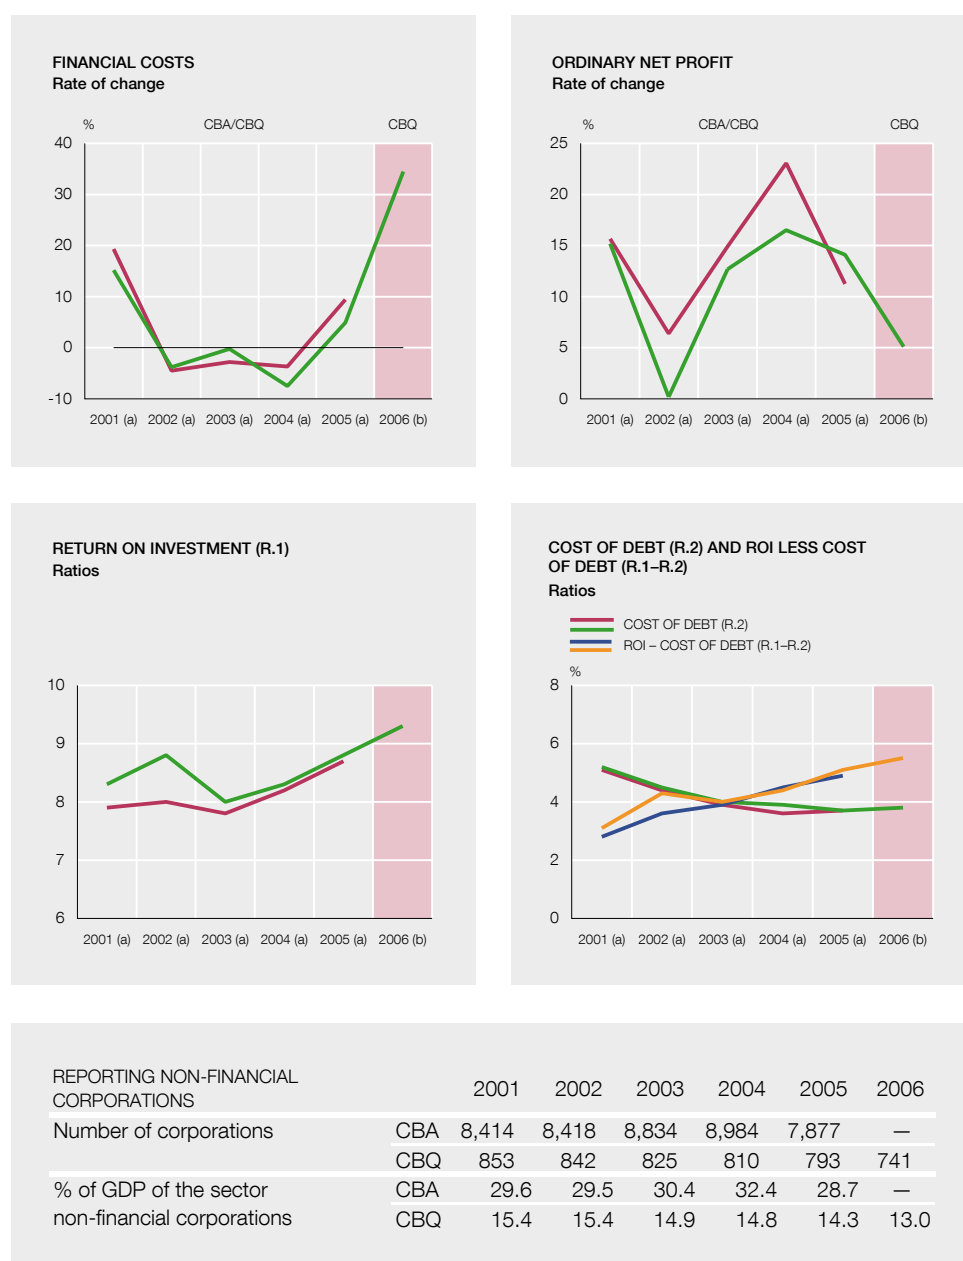 FINANCIAL COSTS
Rate of change
%
CBA/CBQ
CBQ
40
30
20
10
0
-10
2001 (a) 2002 (a) 2003 (a) 2004 (a) 2005 (a) 2006 (b)
ORDINARY NET PROFIT
Rate of change
%
CBA/CBQ
CBQ
25
20
15
10
5
0
2001 (a) 2002 (a) 2003 (a) 2004 (a) 2005 (a) 2006 (b)
RETURN ON INVESTMENT (R.1)
Ratios
10
9
8
7
6
2001 (a) 2002 (a) 2003 (a) 2004 (a) 2005 (a) 2006 (b)
COST OF DEBT (R.2) AND ROI LESS COST
OF DEBT (R.1–R.2)
Ratios
COST OF DEBT (R.2)
ROI – COST OF DEBT (R.1–R.2)
%
8
6
4
2
0
2001 (a) 2002 (a) 2003 (a) 2004 (a) 2005 (a) 2006 (b)
REPORTING NON-FINANCIAL
CORPORATIONS
2001 2002 2003 2004 2005 2006
Number of corporations CBA 8,414 8,418 8,834 8,984 7,877 —
CBQ 853 842 825 810 793 741
% of GDP of the sector CBA 29.6 29.5 30.4 32.4 28.7 —
non-financial corporations CBQ 15.4 15.4 14.9 14.8 14.3 13.0